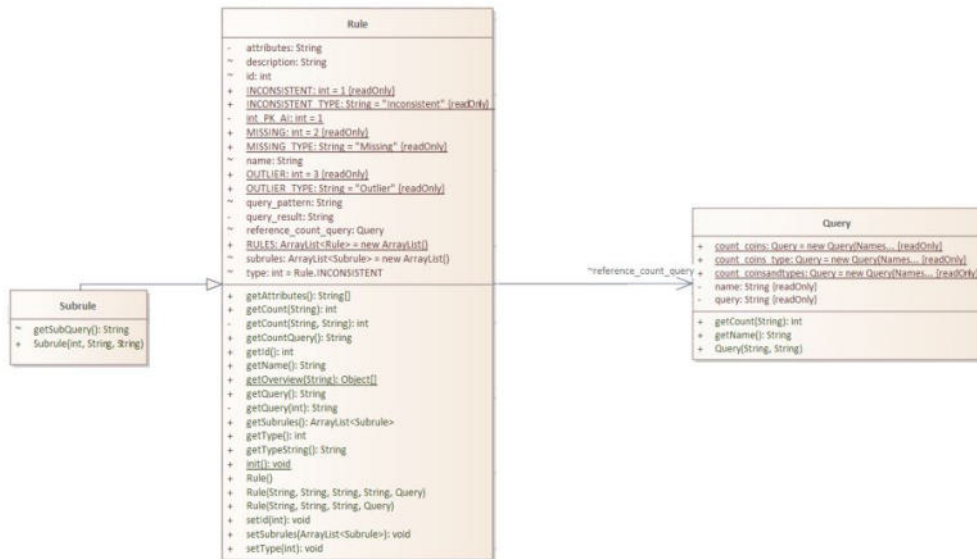 Rule
- attributes: String
~ description: String
~ id: int
+ INCONSISTENT: int = 1 {readOnly}
+ INCONSISTENT_TYPE: String = "Inconsistent" {readOnly}
- int_PK_AI: int = 1
+ MISSING: int = 2 {readOnly}
+ MISSING_TYPE: String = "Missing" {readOnly}
~ name: String
+ OUTLIER: int = 3 {readOnly}
+ OUTLIER_TYPE: String = "Outlier" {readOnly}
~ query_pattern: String
- query_result: String
~ reference_count_query: Query
+ RULES: ArrayList<Rule> = new ArrayList()
~ subrules: ArrayList<Subrule> = new ArrayList()
~ type: int = Rule.INCONSISTENT
+ getAttributes(): String[]
+ getCount(String): int
- getCount(String, String): int
+ getCountQuery(): String
+ getId(): int
+ getName(): String
+ getOverview(String): Object[]
+ getQuery(): String
- getQuery(int): String
+ getSubrules(): ArrayList<Subrule>
+ getType(): int
+ getTypeString(): String
+ init(): void
+ Rule()
+ Rule(String, String, String, String, Query)
+ Rule(String, String, String, Query)
+ setId(int): void
+ setSubrules(ArrayList<Subrule>): void
+ setType(int): void
Subrule
~ getSubQuery(): String
+ Subrule(int, String, String)
~reference_count_query
Query
+ count_coins: Query = new Query(Names... {readOnly}
+ count_coins_type: Query = new Query(Names... {readOnly}
+ count_coinsandtypes: Query = new Query(Names... {readOnly}
- name: String {readOnly}
- query: String {readOnly}
+ getCount(String): int
+ getName(): String
+ Query(String, String)